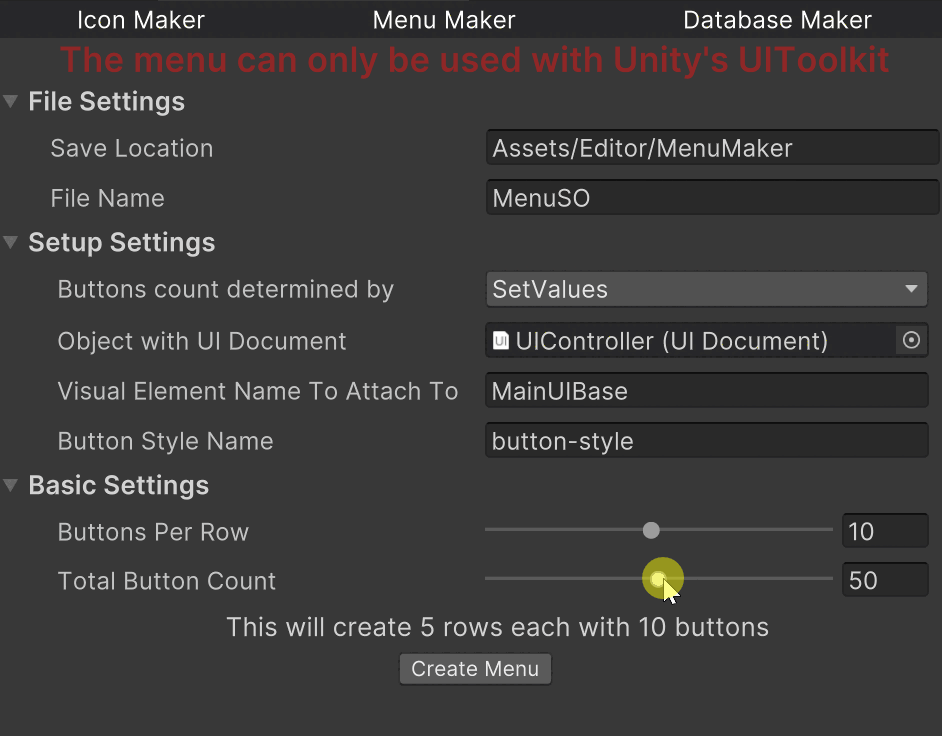 Icon Maker Menu Maker Database Maker
The menu can only be used with Unity's UIToolkit
File Settings
Save Location Assets/Editor/MenuMaker
File Name MenuSO
Setup Settings
Buttons count determined by SetValues
Object with UI Document UIController (UI Document)
Visual Element Name To Attach To MainUIBase
Button Style Name button-style
Basic Settings
Buttons Per Row 10
Total Button Count 50
This will create 5 rows each with 10 buttons
Create Menu